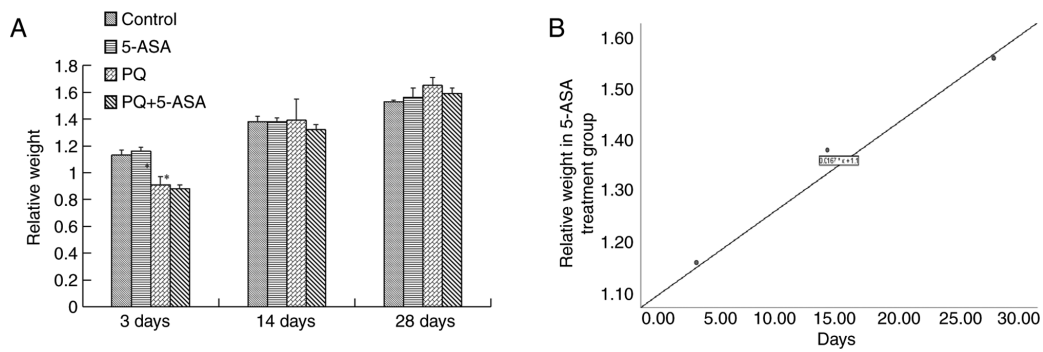 A
Control
5-ASA
PQ
PQ+5-ASA
Relative weight
1.8
1.6
1.4
1.2
1
0.8
0.6
0.4
0.2
0
*
*
3 days
14 days
28 days
B
Relative weight in 5-ASA
treatment group
1.60
1.50
1.40
1.30
1.20
1.10
0.00
5.00
10.00
15.00
20.00
25.00
30.00
Days